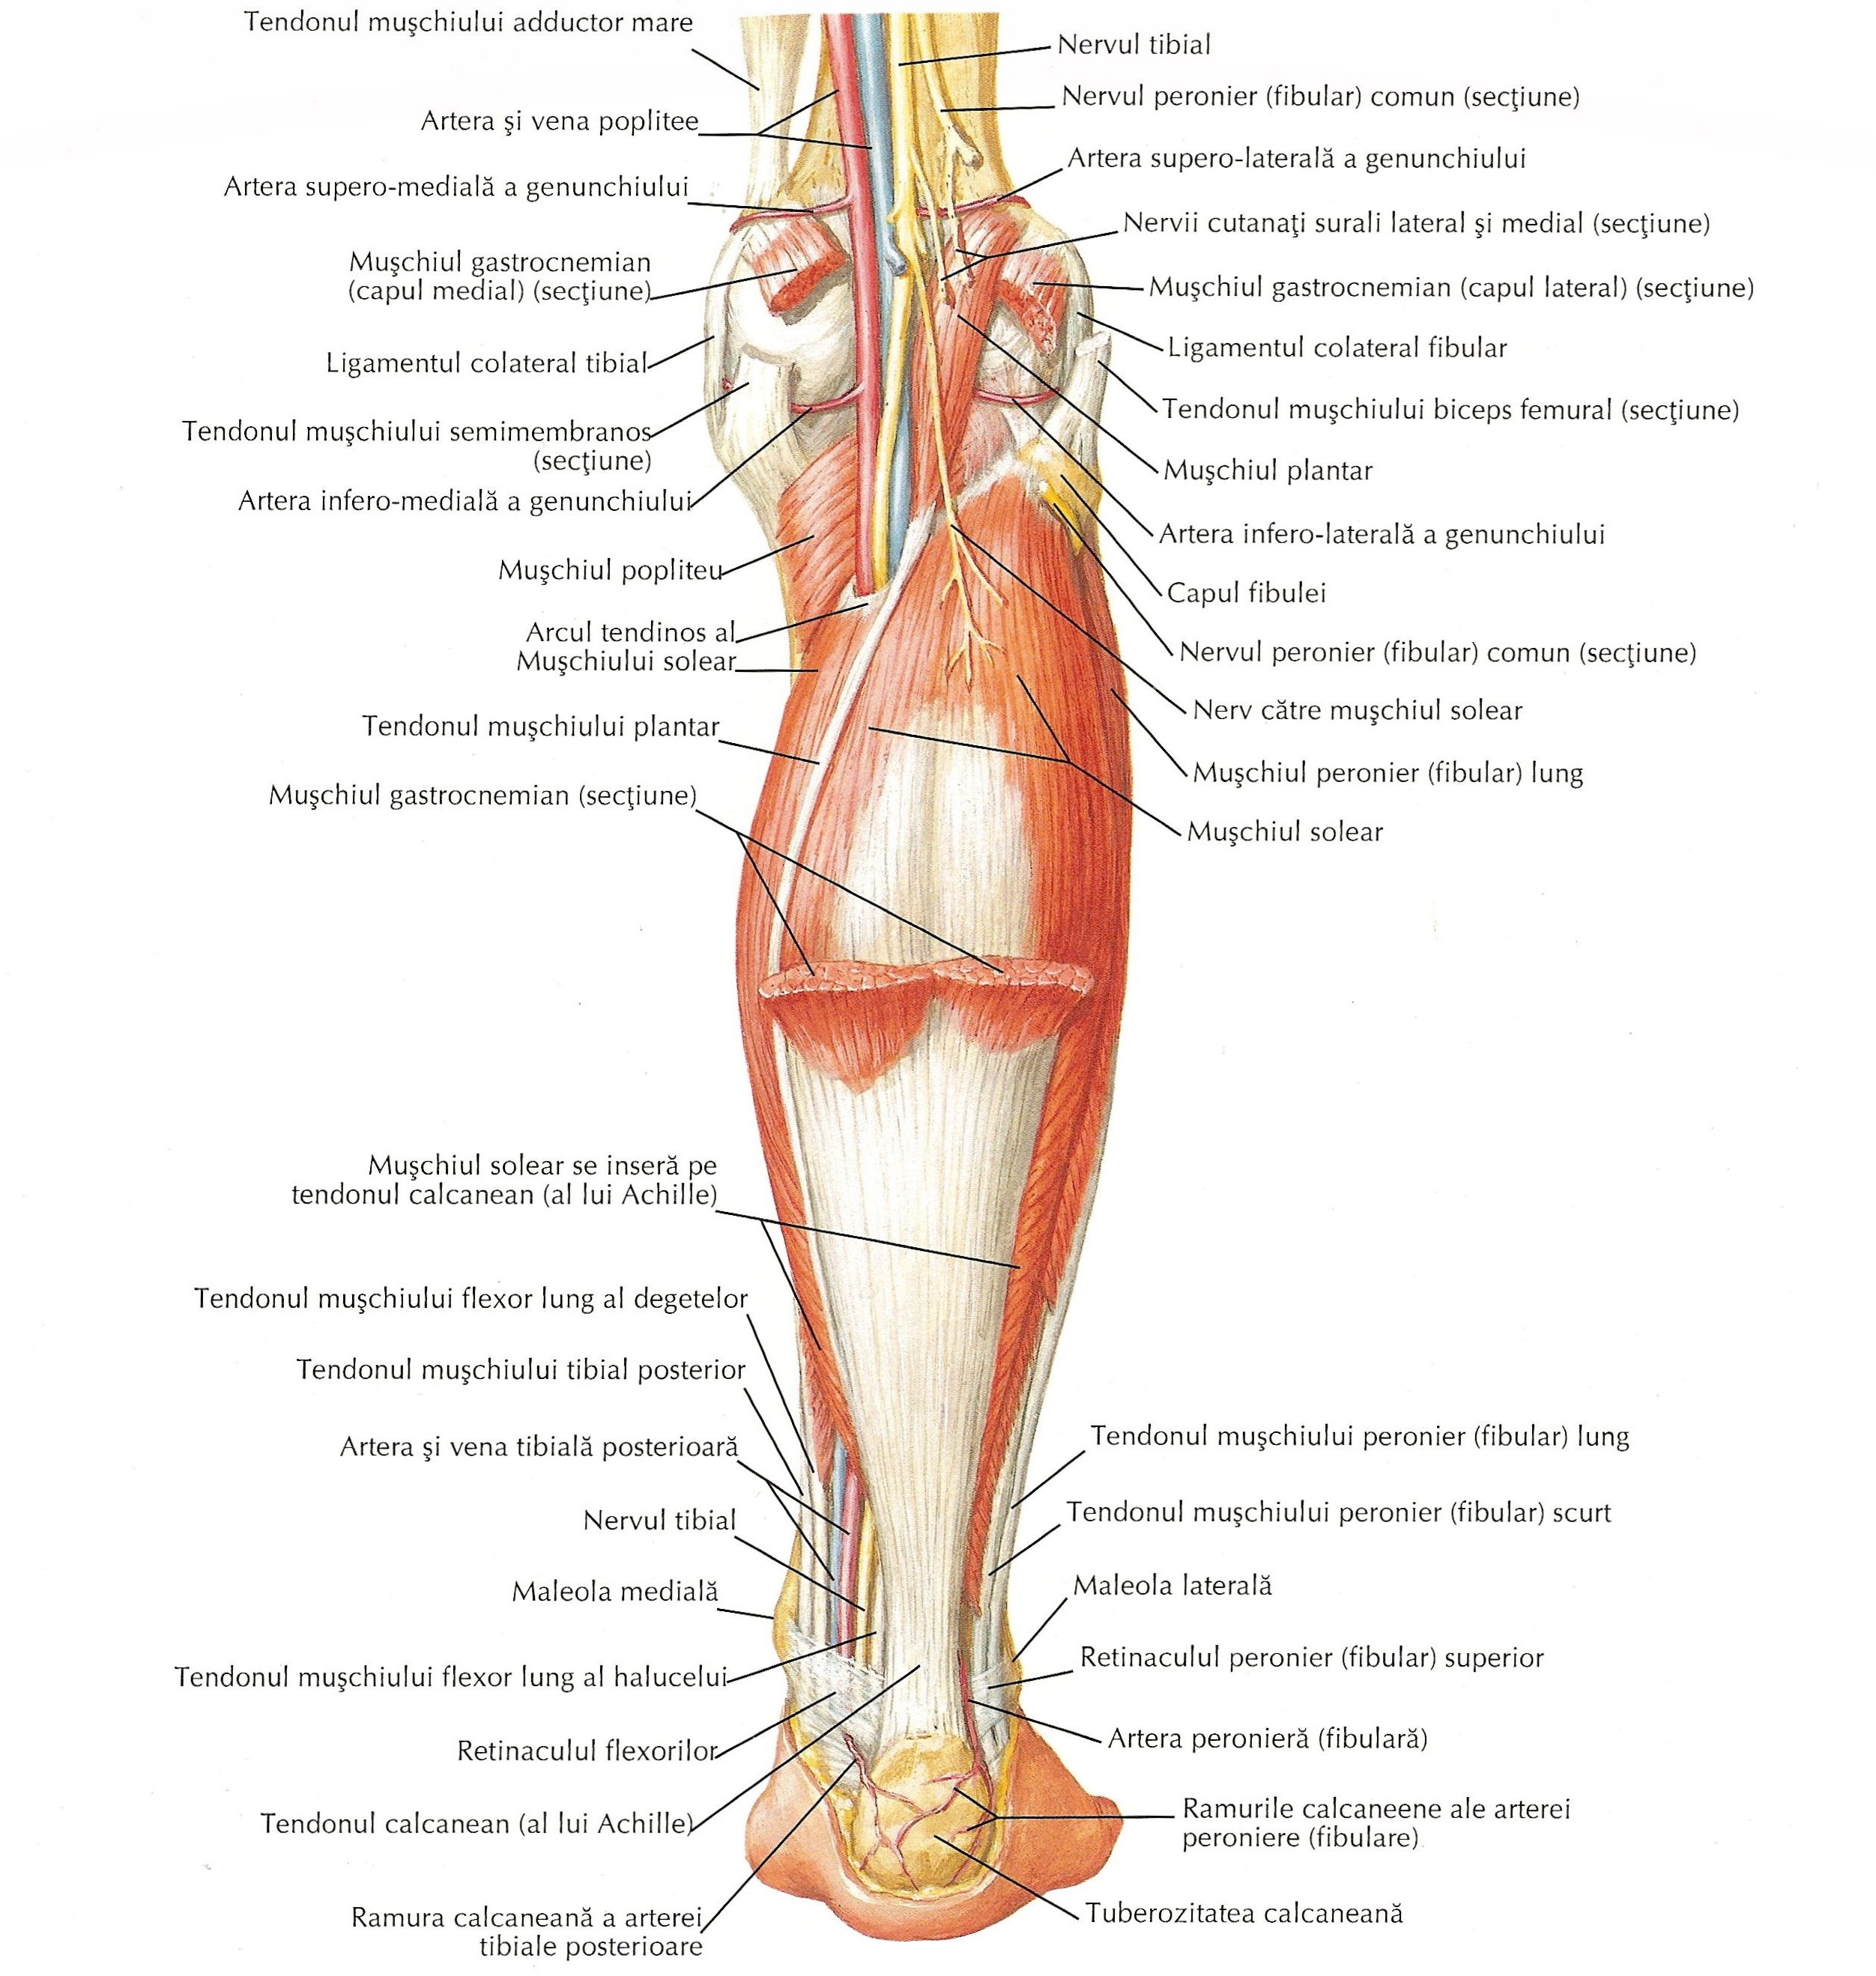 Tendonul muşchiului adductor mare
Artera şi vena poplitee
Artera supero-medială a genunchiului
Muşchiul gastrocnemian
(capul medial) (secţiune)
Ligamentul colateral tibial
Tendonul muşchiului semimembranos
(secţiune)
Artera infero-medială a genunchiului
Muşchiul popliteu
Arcul tendinos al
Muşchiului solear
Tendonul muşchiului plantar
Muşchiul gastrocnemian (secţiune)
Muşchiul solear se inseră pe
tendonul calcanean (al lui Achille)
Tendonul muşchiului flexor lung al degetelor
Tendonul muşchiului tibial posterior
Artera şi vena tibială posterioară
Nervul tibial
Maleola medială
Tendonul muşchiului flexor lung al halucelui
Retinaculul flexorilor
Tendonul calcanean (al lui Achille)
Ramura calcaneană a arterei
tibiale posterioare
Nervul tibial
Nervul peronier (fibular) comun (secţiune)
Artera supero-laterală a genunchiului
Nervii cutanaţi surali lateral şi medial (secţiune)
Muşchiul gastrocnemian (capul lateral) (secţiune)
Ligamentul colateral fibular
Tendonul muşchiului biceps femural (secţiune)
Muşchiul plantar
Artera infero-laterală a genunchiului
Capul fibulei
Nervul peronier (fibular) comun (secţiune)
Nerv către muşchiul solear
Muşchiul peronier (fibular) lung
Muşchiul solear
Tendonul muşchiului peronier (fibular) lung
Tendonul muşchiului peronier (fibular) scurt
Maleola laterală
Retinaculul peronier (fibular) superior
Artera peronieră (fibulară)
Ramurile calcaneene ale arterei
peroniere (fibulare)
Tuberozitatea calcaneană